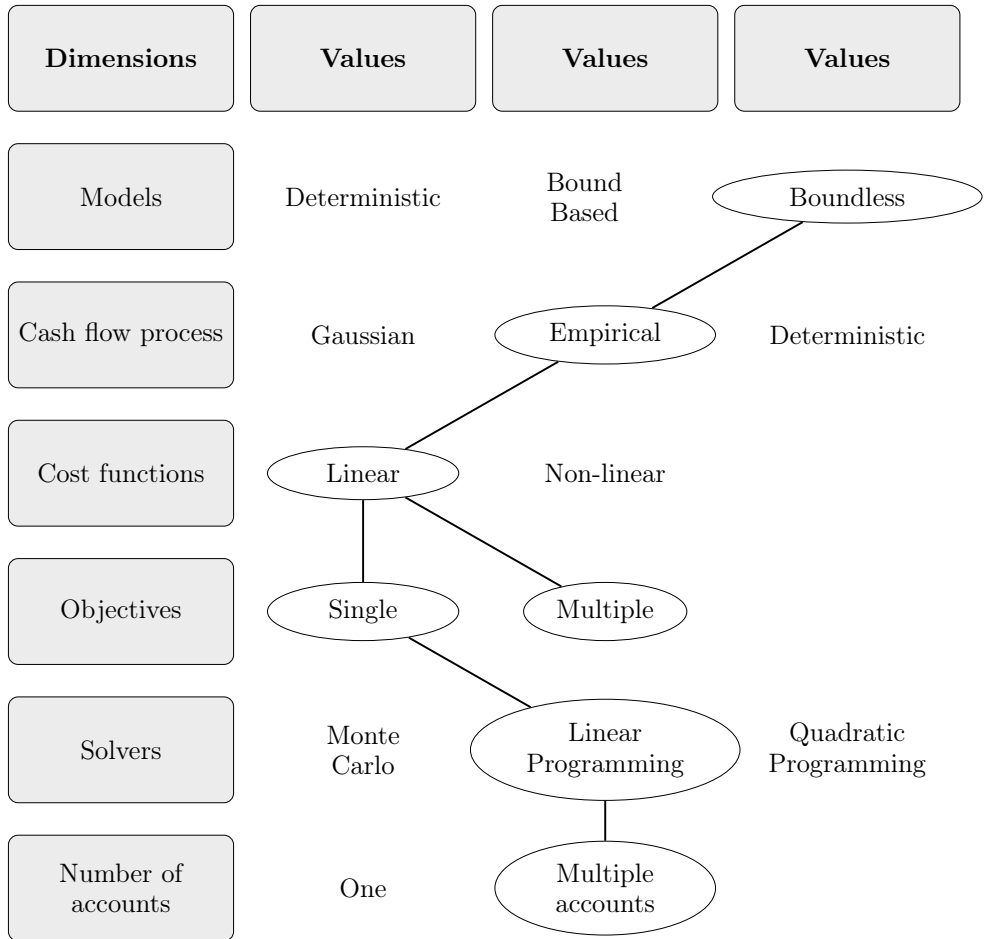 Dimensions
Values
Values
Values
Models
Deterministic
Bound
Based
Boundless
Cash flow process
Gaussian
Empirical
Deterministic
Cost functions
Linear
Non-linear
Objectives
Single
Multiple
Solvers
Monte
Carlo
Linear
Programming
Quadratic
Programming
Number of
accounts
One
Multiple
accounts